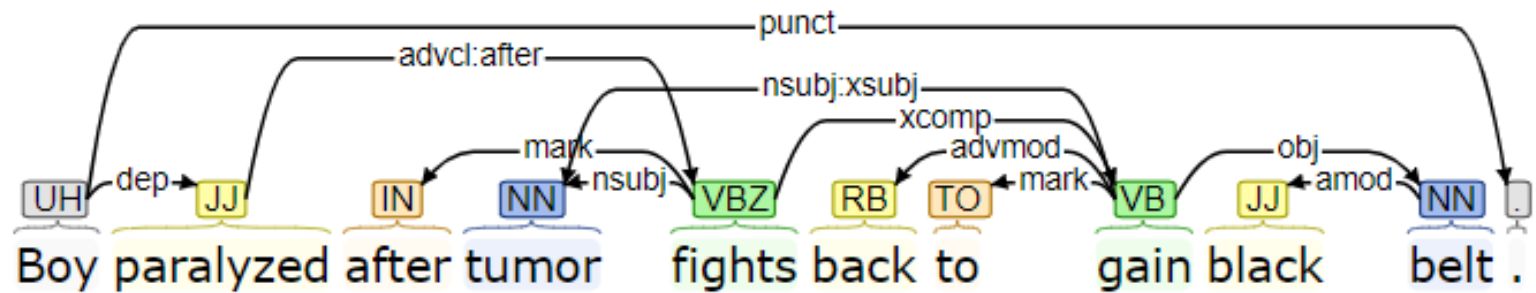 punct
advcl:after
nsubj:xsubj
xcomp
mark advmod obj
dep nsubj mark amod
UH JJ IN NN VBZ RB TO VB JJ NN .
Boy paralyzed after tumor fights back to gain black belt .